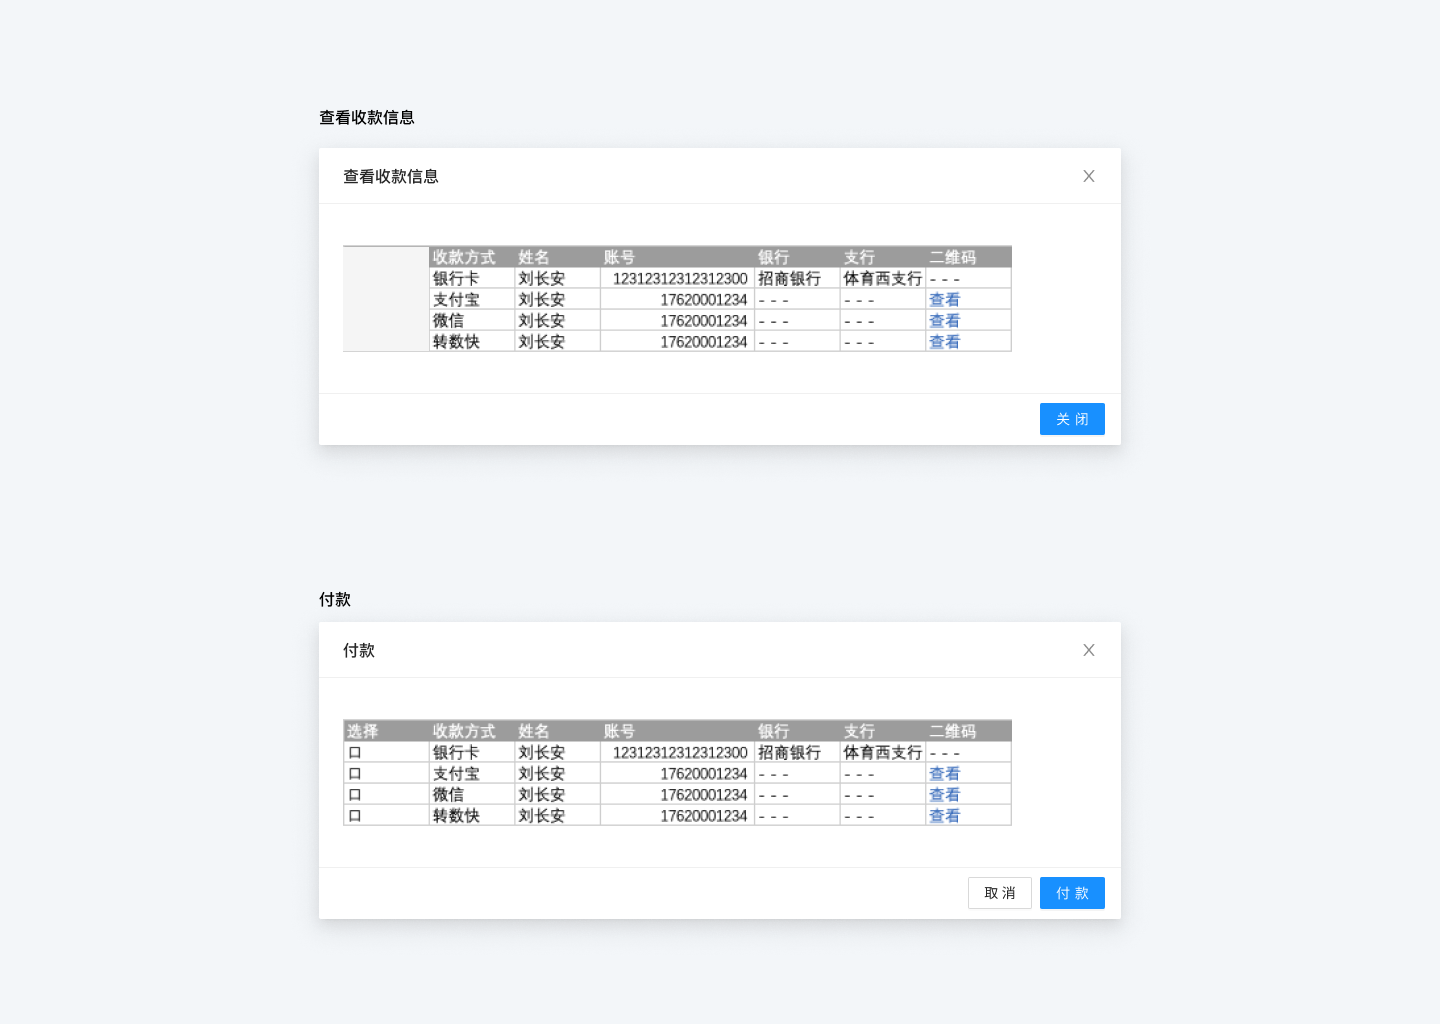 查看收款信息
查看收款信息
收款方式 姓名 账号 银行 支行 二维码
银行卡 刘长安 12312312312312300 招商银行 体育西支行 - - -
支付宝 刘长安 17620001234 - - - - - - 查看
微信 刘长安 17620001234 - - - - - - 查看
转数快 刘长安 17620001234 - - - - - - 查看
关 闭
付款
付款
选择 收款方式 姓名 账号 银行 支行 二维码
口 银行卡 刘长安 12312312312312300 招商银行 体育西支行 - - -
口 支付宝 刘长安 17620001234 - - - - - - 查看
口 微信 刘长安 17620001234 - - - - - - 查看
口 转数快 刘长安 17620001234 - - - - - - 查看
取 消 付 款